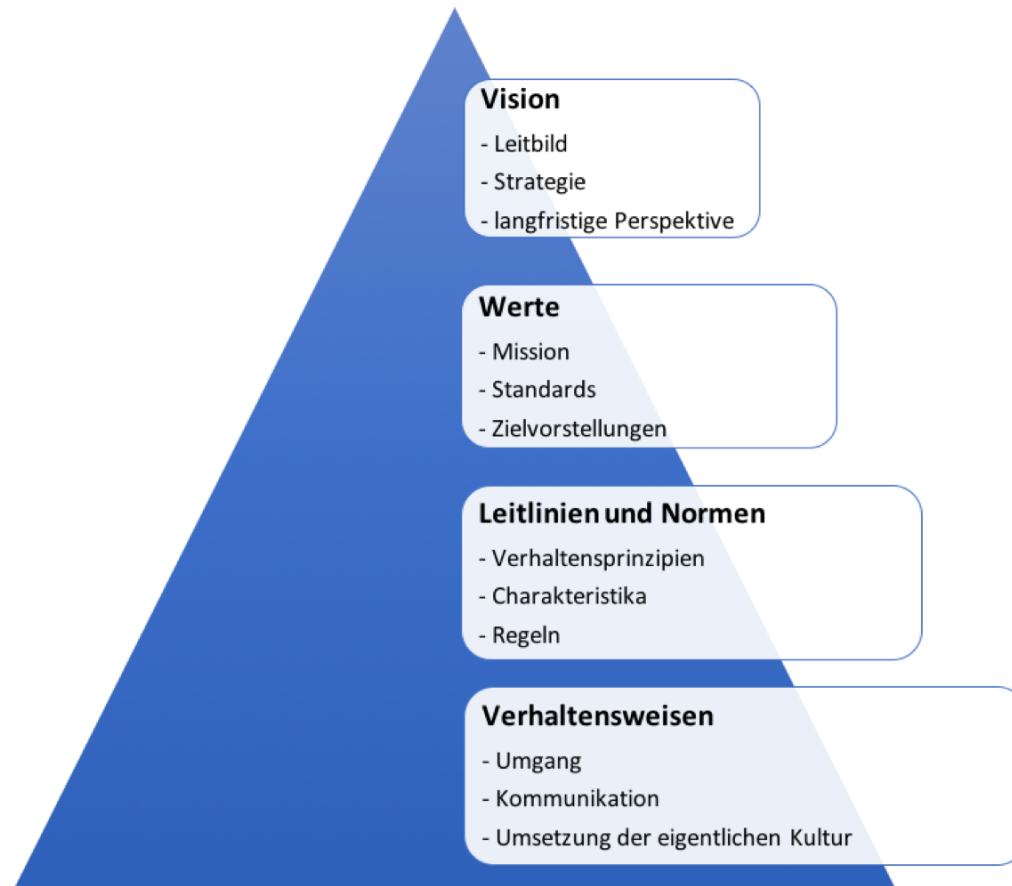 Vision
- Leitbild
- Strategie
- langfristige Perspektive
Werte
- Mission
- Standards
- Zielvorstellungen
Leitlinien und Normen
- Verhaltensprinzipien
- Charakteristika
- Regeln
Verhaltensweisen
- Umgang
- Kommunikation
- Umsetzung der eigentlichen Kultur